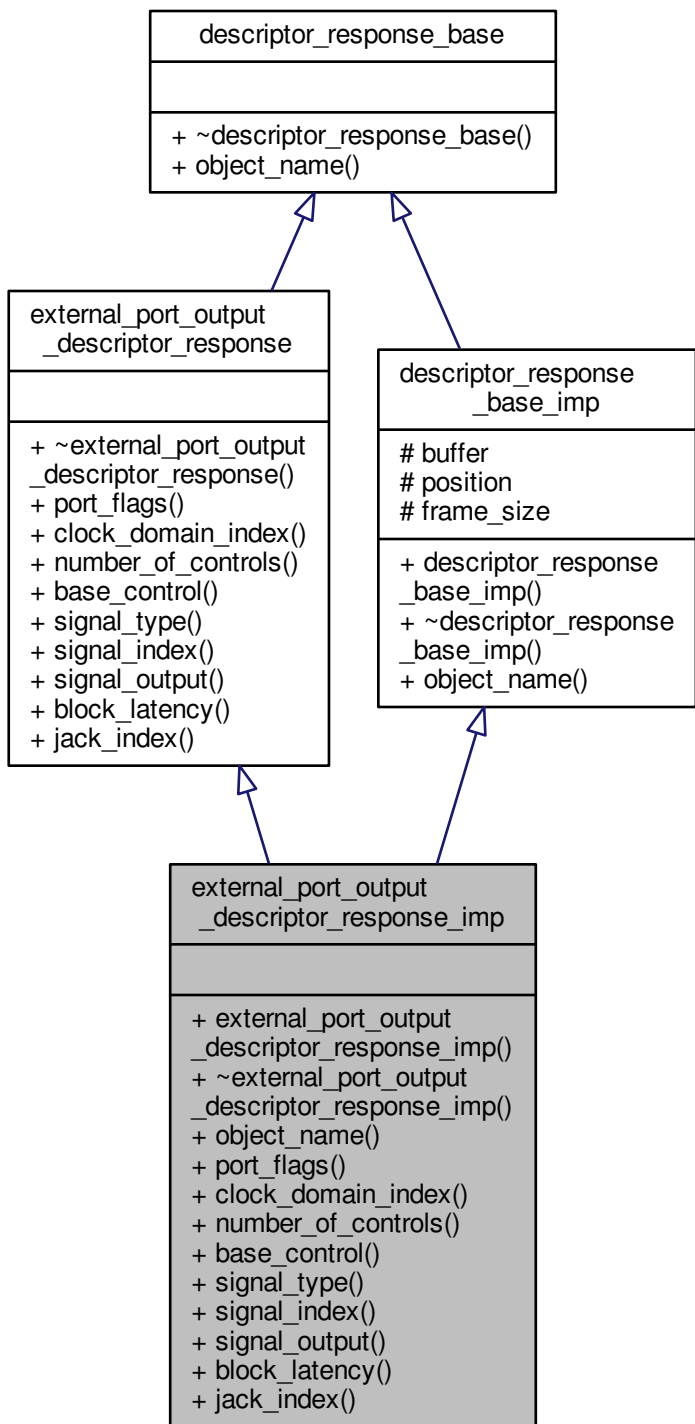 descriptor_response_base
+ ~descriptor_response_base()
+ object_name()
external_port_output
_descriptor_response
+ ~external_port_output
_descriptor_response()
+ port_flags()
+ clock_domain_index()
+ number_of_controls()
+ base_control()
+ signal_type()
+ signal_index()
+ signal_output()
+ block_latency()
+ jack_index()
descriptor_response
_base_imp
# buffer
# position
# frame_size
+ descriptor_response
_base_imp()
+ ~descriptor_response
_base_imp()
+ object_name()
external_port_output
_descriptor_response_imp
+ external_port_output
_descriptor_response_imp()
+ ~external_port_output
_descriptor_response_imp()
+ object_name()
+ port_flags()
+ clock_domain_index()
+ number_of_controls()
+ base_control()
+ signal_type()
+ signal_index()
+ signal_output()
+ block_latency()
+ jack_index()